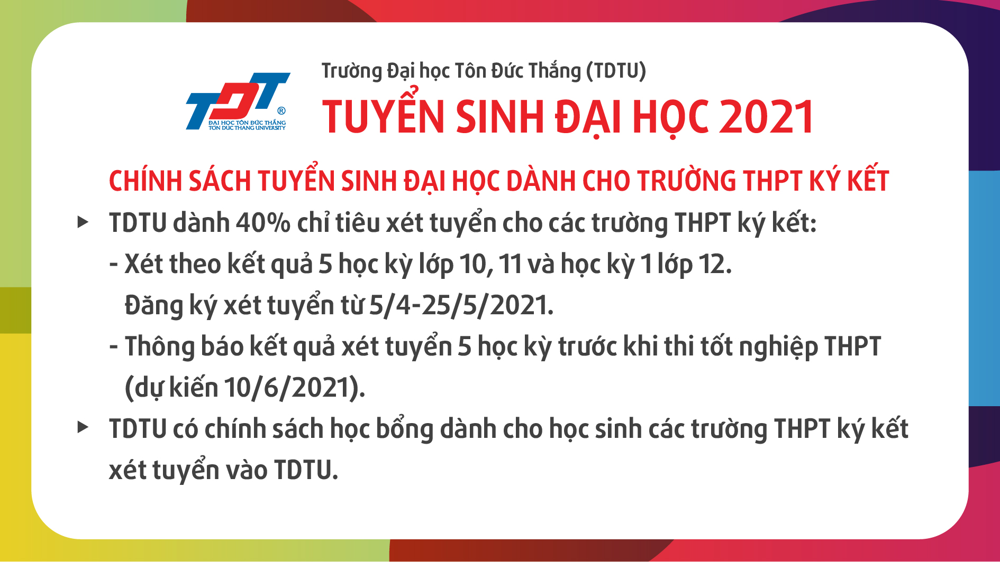 Trường Đại học Tôn Đức Thắng (TDTU)
TUYỂN SINH ĐẠI HỌC 2021
TDT®
ĐẠI HỌC TÔN ĐỨC THẮNG
TON DUC THANG UNIVERSITY
CHÍNH SÁCH TUYỂN SINH ĐẠI HỌC DÀNH CHO TRƯỜNG THPT KÝ KẾT
▶ TDTU dành 40% chỉ tiêu xét tuyển cho các trường THPT ký kết:
- Xét theo kết quả 5 học kỳ lớp 10, 11 và học kỳ 1 lớp 12.
Đăng ký xét tuyển từ 5/4-25/5/2021.
- Thông báo kết quả xét tuyển 5 học kỳ trước khi thi tốt nghiệp THPT
(dự kiến 10/6/2021).
▶ TDTU có chính sách học bổng dành cho học sinh các trường THPT ký kết
xét tuyển vào TDTU.